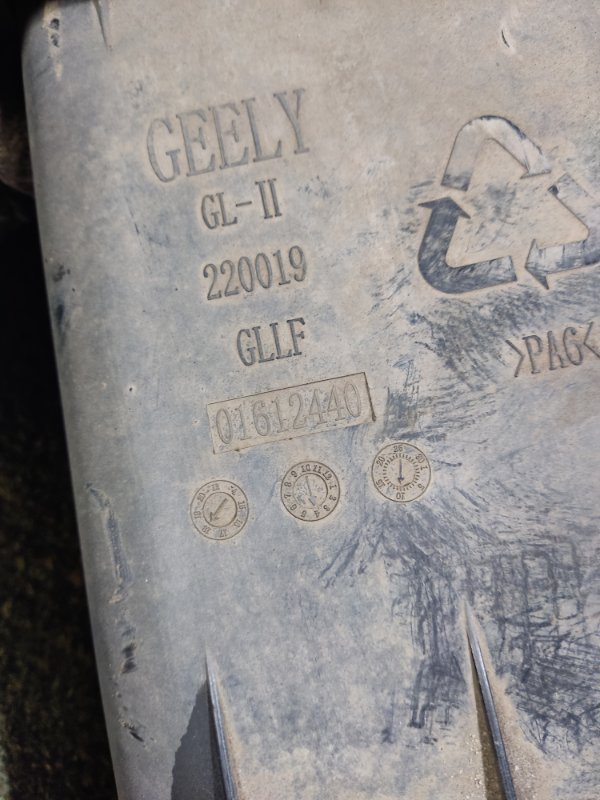 GEELY
GL-II
220019
GLLF
>PAG<
01612440